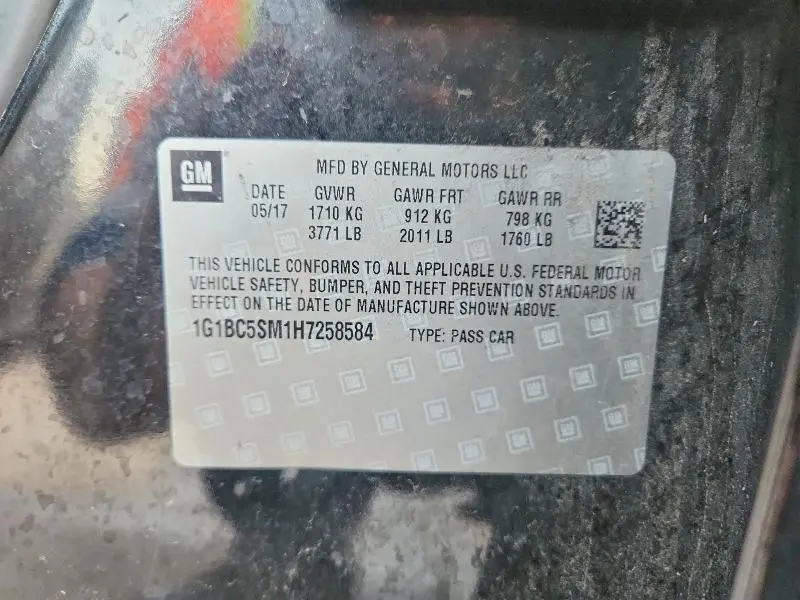 GM
MFD BY GENERAL MOTORS LLC
DATE GVWR GAWR FRT GAWR RR
05/17 1710 KG 912 KG 798 KG
3771 LB 2011 LB 1760 LB
THIS VEHICLE CONFORMS TO ALL APPLICABLE U.S. FEDERAL MOTOR
VEHICLE SAFETY, BUMPER, AND THEFT PREVENTION STANDARDS IN
EFFECT ON THE DATE OF MANUFACTURE SHOWN ABOVE.
1G1BC5SM1H7258584 TYPE: PASS CAR